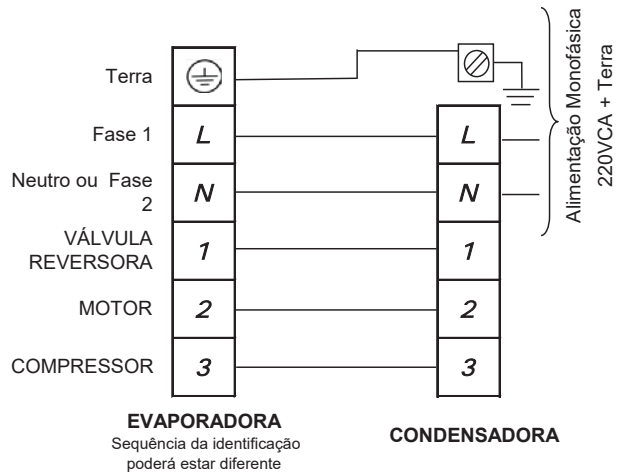 Terra
Fase 1
L
L
Neutro ou Fase
2
N
N
VÁLVULA
REVERSORA
1
1
MOTOR
2
2
COMPRESSOR
3
3
EVAPORADORA
Sequência da identificação
poderá estar diferente
CONDENSADORA
Alimentação Monofásica
220VCA + Terra